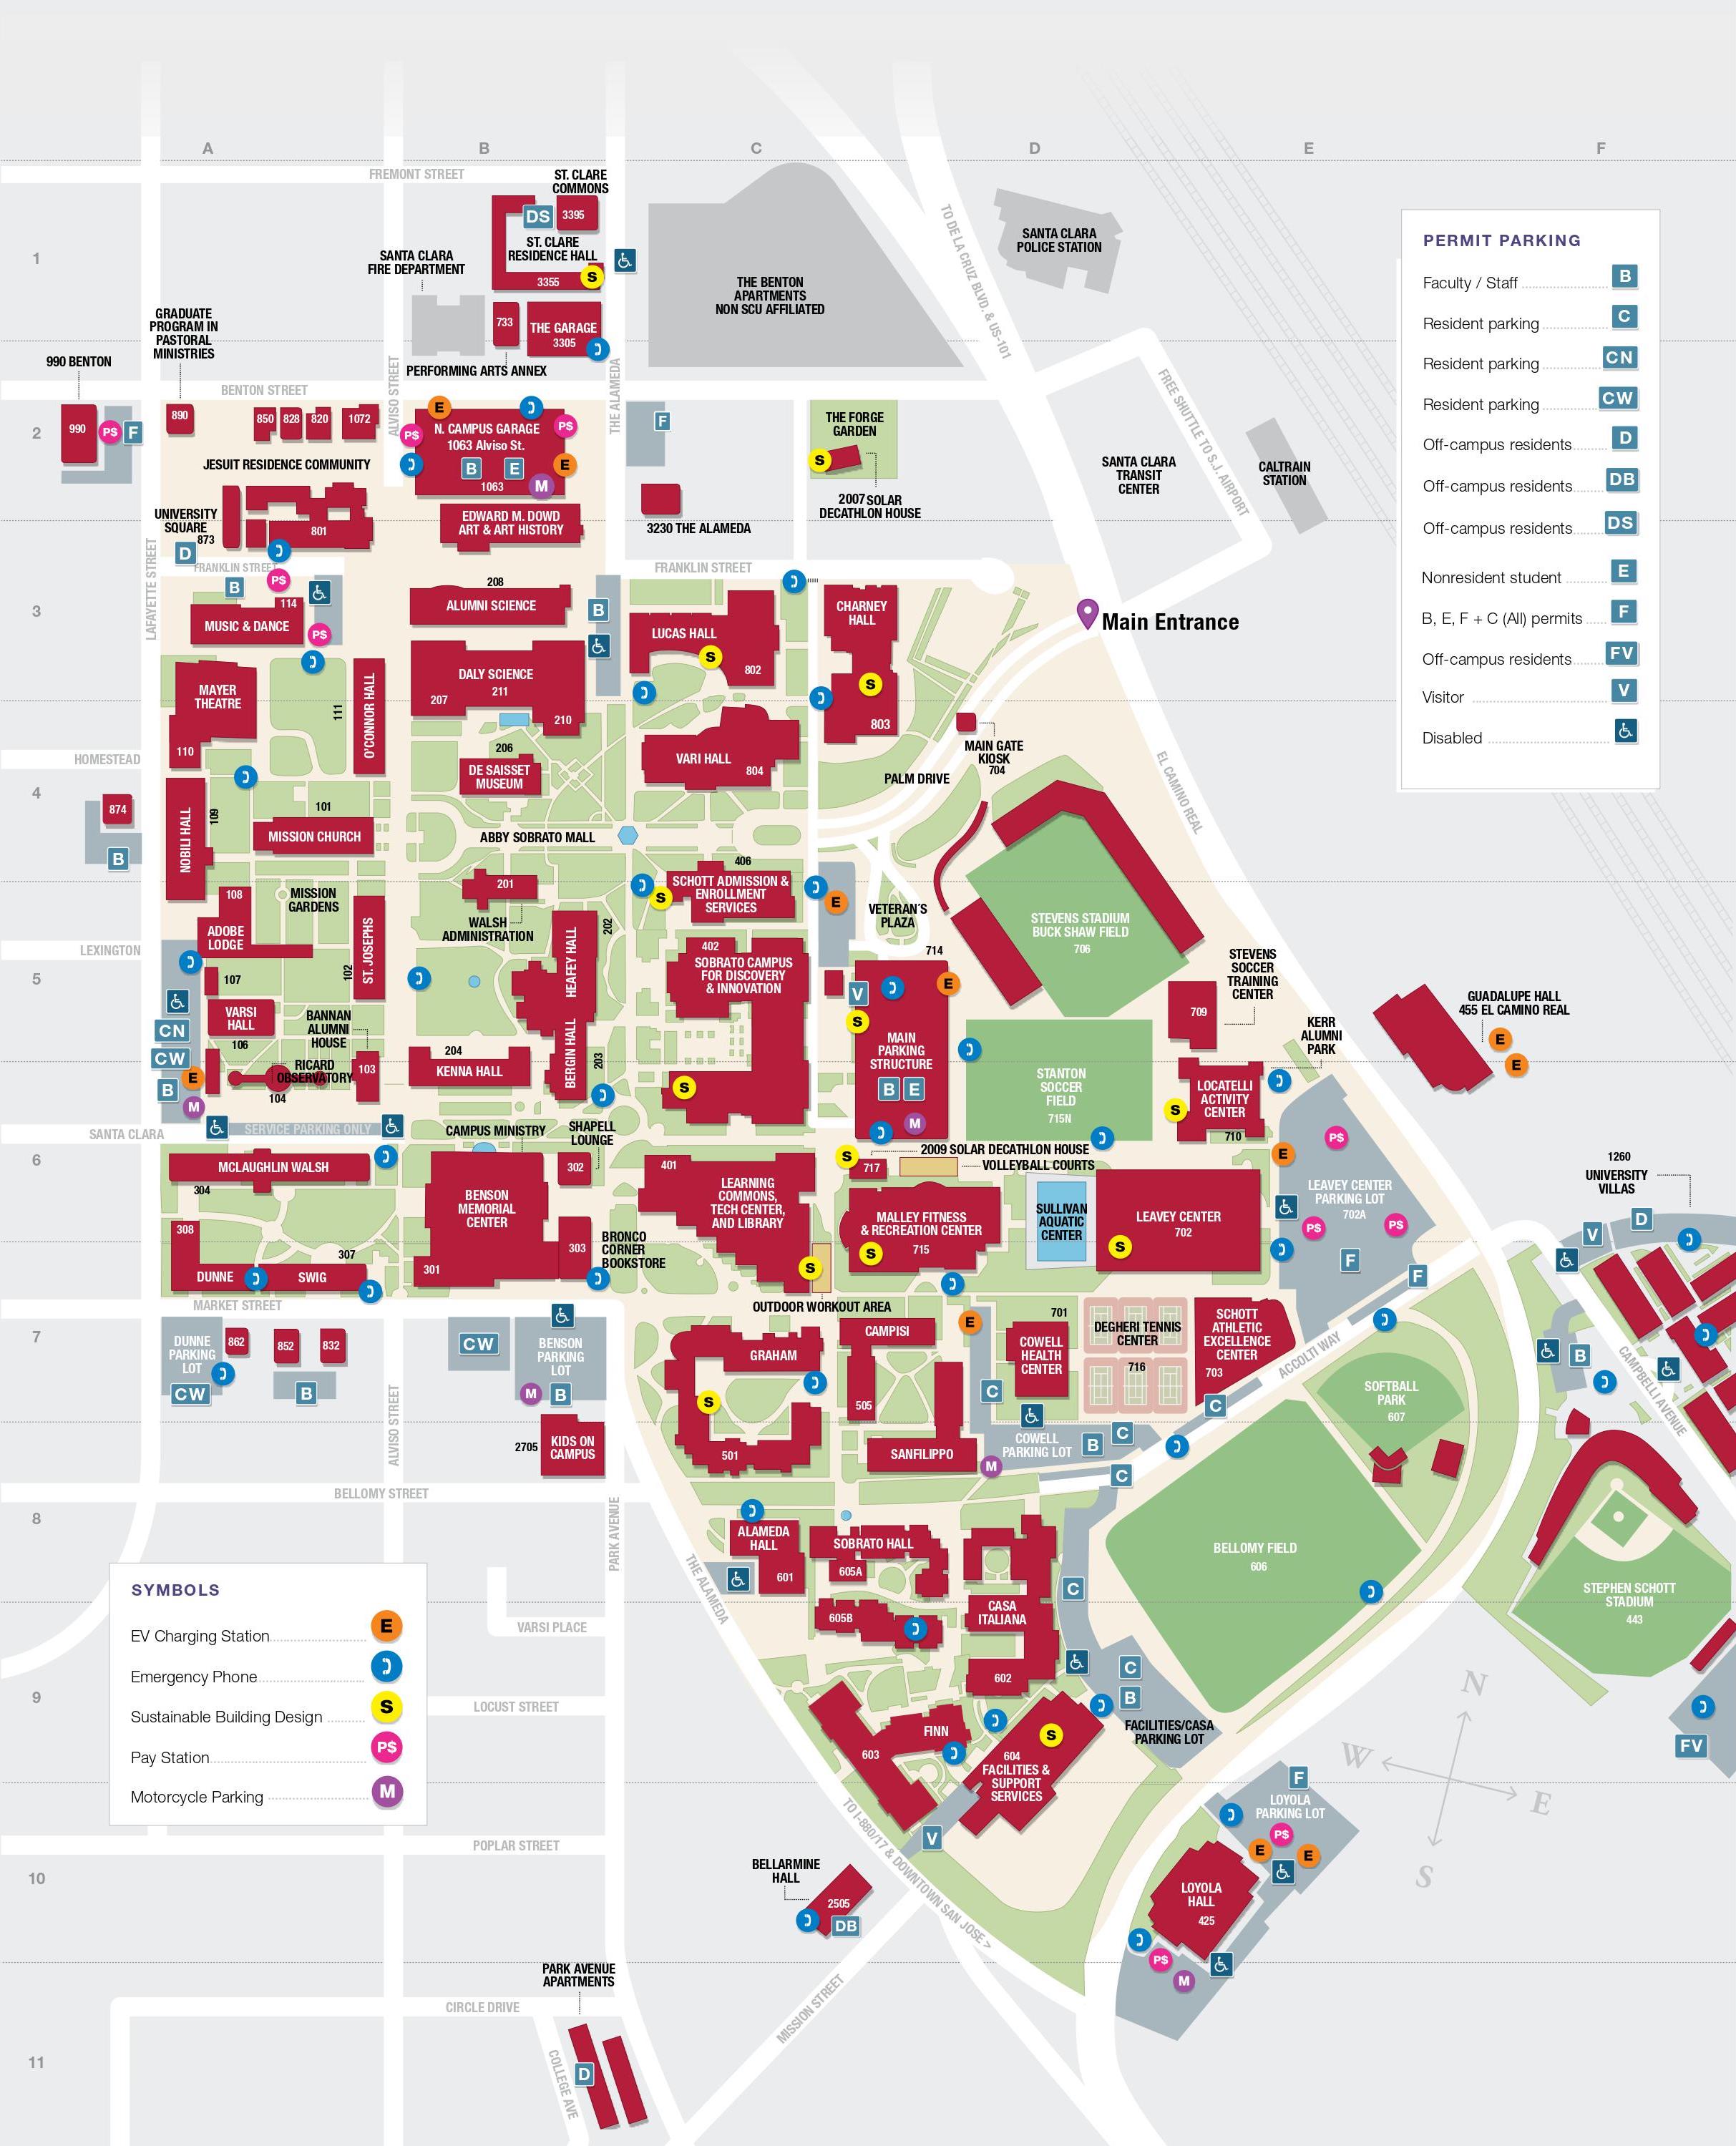 A
B
C
D
E
F
FREMONT STREET
ST. CLARE
COMMONS
DS
3395
ST. CLARE
RESIDENCE HALL
3355
S
SANTA CLARA
FIRE DEPARTMENT
1
THE BENTON
APARTMENTS
NON SCU AFFILIATED
SANTA CLARA
POLICE STATION
TO DE LA CRUZ BLVD. & US-101
PERMIT PARKING
Faculty / Staff B
Resident parking C
Resident parking CN
Resident parking CW
Off-campus residents D
Off-campus residents DB
Off-campus residents DS
Nonresident student E
B, E, F + C (All) permits F
Off-campus residents FV
Visitor V
Disabled
GRADUATE
PROGRAM IN
PASTORAL
MINISTRIES
733
THE GARAGE
3305
990 BENTON
PERFORMING ARTS ANNEX
BENTON STREET
ALVISO STREET
THE ALAMEDA
FREE SHUTTLE TO S.J. AIRPORT
2
990
P$
F
890
850
828
820
1072
JESUIT RESIDENCE COMMUNITY
E
P$
P$
N. CAMPUS GARAGE
1063 Alviso St.
B
E
E
1063
M
F
THE FORGE
GARDEN
S
2007 SOLAR
DECATHLON HOUSE
SANTA CLARA
TRANSIT
CENTER
CALTRAIN
STATION
UNIVERSITY
SQUARE
873
801
D
EDWARD M. DOWD
ART & ART HISTORY
3230 THE ALAMEDA
LAFAYETTE STREET
FRANKLIN STREET
FRANKLIN STREET
3
B
P$
114
MUSIC & DANCE
P$
208
ALUMNI SCIENCE
B
LUCAS HALL
S
802
CHARNEY
HALL
S
803
Main Entrance
MAYER
THEATRE
110
111
O'CONNOR HALL
DALY SCIENCE
211
207
210
HOMESTEAD
206
DE SAISSET
MUSEUM
VARI HALL
804
MAIN GATE
KIOSK
704
PALM DRIVE
EL CAMINO REAL
4
874
B
NOBILI HALL
109
101
MISSION CHURCH
ABBY SOBRATO MALL
406
SCHOTT ADMISSION &
ENROLLMENT
SERVICES
S
E
108
ADOBE
LODGE
MISSION
GARDENS
201
WALSH
ADMINISTRATION
202
HEAFEY HALL
VETERAN'S
PLAZA
STEVENS STADIUM
BUCK SHAW FIELD
706
LEXINGTON
5
107
102
ST. JOSEPHS
402
SOBRATO CAMPUS
FOR DISCOVERY
& INNOVATION
714
V
E
S
STEVENS
SOCCER
TRAINING
CENTER
709
GUADALUPE HALL
455 EL CAMINO REAL
E
E
CN
VARSI
HALL
106
BANNAN
ALUMNI
HOUSE
MAIN
PARKING
STRUCTURE
B
E
M
KERR
ALUMNI
PARK
CW
E
B
M
RICARD
OBSERVATORY
104
103
204
KENNA HALL
BERGIN HALL
203
S
STANTON
SOCCER
FIELD
715N
LOCATELLI
ACTIVITY
CENTER
S
710
SANTA CLARA
SERVICE PARKING ONLY
CAMPUS MINISTRY
SHAPELL
LOUNGE
2009 SOLAR DECATHLON HOUSE
VOLLEYBALL COURTS
6
MCLAUGHLIN WALSH
304
302
401
S
717
E
P$
1260
UNIVERSITY
VILLAS
BENSON
MEMORIAL
CENTER
LEARNING
COMMONS,
TECH CENTER,
AND LIBRARY
MALLEY FITNESS
& RECREATION CENTER
715
S
SULLIVAN
AQUATIC
CENTER
LEAVEY CENTER
702
S
LEAVEY CENTER
PARKING LOT
702A
P$
P$
F
F
D
V
308
307
DUNNE
SWIG
301
303
BRONCO
CORNER
BOOKSTORE
S
OUTDOOR WORKOUT AREA
MARKET STREET
7
DUNNE
PARKING
LOT
CW
862
852
832
B
CW
BENSON
PARKING
LOT
M
B
GRAHAM
S
501
CAMPISI
505
SANFILIPPO
E
C
701
COWELL
HEALTH
CENTER
DEGHERI TENNIS
CENTER
716
SCHOTT
ATHLETIC
EXCELLENCE
CENTER
703
C
ACCOLTI WAY
B
CAMPBELL AVENUE
SOFTBALL
PARK
607
ALVISO STREET
2705
KIDS ON
CAMPUS
M
COWELL
PARKING LOT
B
C
C
BELLOMY STREET
8
PARK AVENUE
THE ALAMEDA
ALAMEDA
HALL
601
SOBRATO HALL
605A
605B
CASA
ITALIANA
602
C
BELLOMY FIELD
606
STEPHEN SCHOTT
STADIUM
443
SYMBOLS
EV Charging Station E
Emergency Phone
Sustainable Building Design S
Pay Station P$
Motorcycle Parking M
VARSI PLACE
9
LOCUST STREET
C
B
FACILITIES/CASA
PARKING LOT
FINN
603
S
604
FACILITIES &
SUPPORT
SERVICES
V
FV
N
W
E
S
TO I-880/17 & DOWNTOWN SAN JOSE >
F
LOYOLA
PARKING LOT
P$
E
E
POPLAR STREET
10
BELLARMINE
HALL
2505
DB
LOYOLA
HALL
425
P$
M
PARK AVENUE
APARTMENTS
CIRCLE DRIVE
MISSION STREET
11
COLLEGE AVE
D